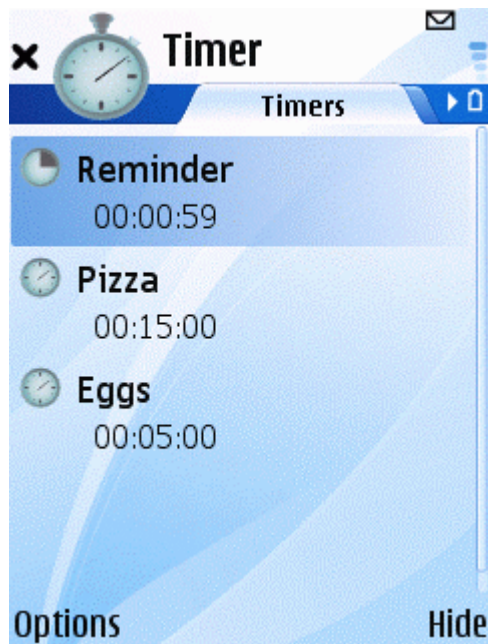 Timer
Timers
Reminder
00:00:59
Pizza
00:15:00
Eggs
00:05:00
Options Hide